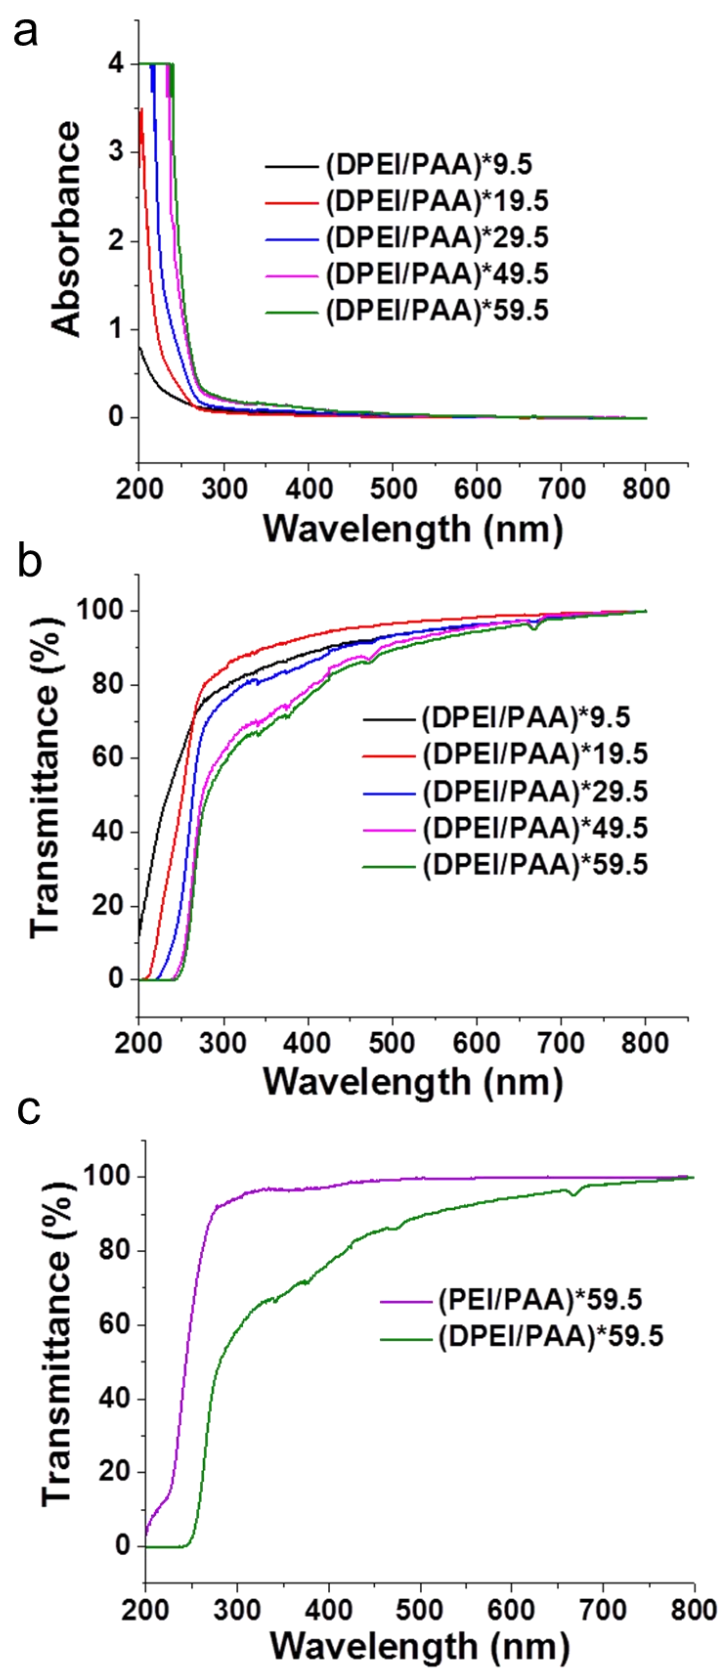 a
4
3
2
1
0
Absorbance
(DPEI/PAA)*9.5
(DPEI/PAA)*19.5
(DPEI/PAA)*29.5
(DPEI/PAA)*49.5
(DPEI/PAA)*59.5
200 300 400 500 600 700 800
Wavelength (nm)
b
100
80
60
40
20
0
Transmittance (%)
(DPEI/PAA)*9.5
(DPEI/PAA)*19.5
(DPEI/PAA)*29.5
(DPEI/PAA)*49.5
(DPEI/PAA)*59.5
200 300 400 500 600 700 800
Wavelength (nm)
c
100
80
60
40
20
0
Transmittance (%)
(PEI/PAA)*59.5
(DPEI/PAA)*59.5
200 300 400 500 600 700 800
Wavelength (nm)